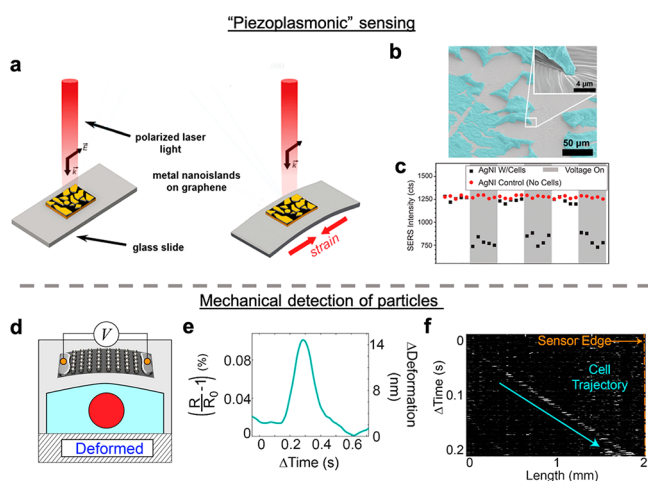 "Piezoplasmonic" sensing
a
polarized laser
light
E
k
metal nanoislands
on graphene
glass slide
k
strain
b
4 µm
50 µm
c
AgNI W/Cells
Voltage On
AgNI Control (No Cells)
SERS Intensity (cts)
1500
1250
1000
750
Mechanical detection of particles
d
V
Deformed
e
(R/R0 -1) (%)
0.08
0.04
0
0
0.2
0.4
0.6
ΔTime (s)
14
8
4
0
ΔDeformation
(nm)
f
Sensor Edge
Cell
Trajectory
ΔTime (s)
0
0.1
0.2
0
1
2
Length (mm)